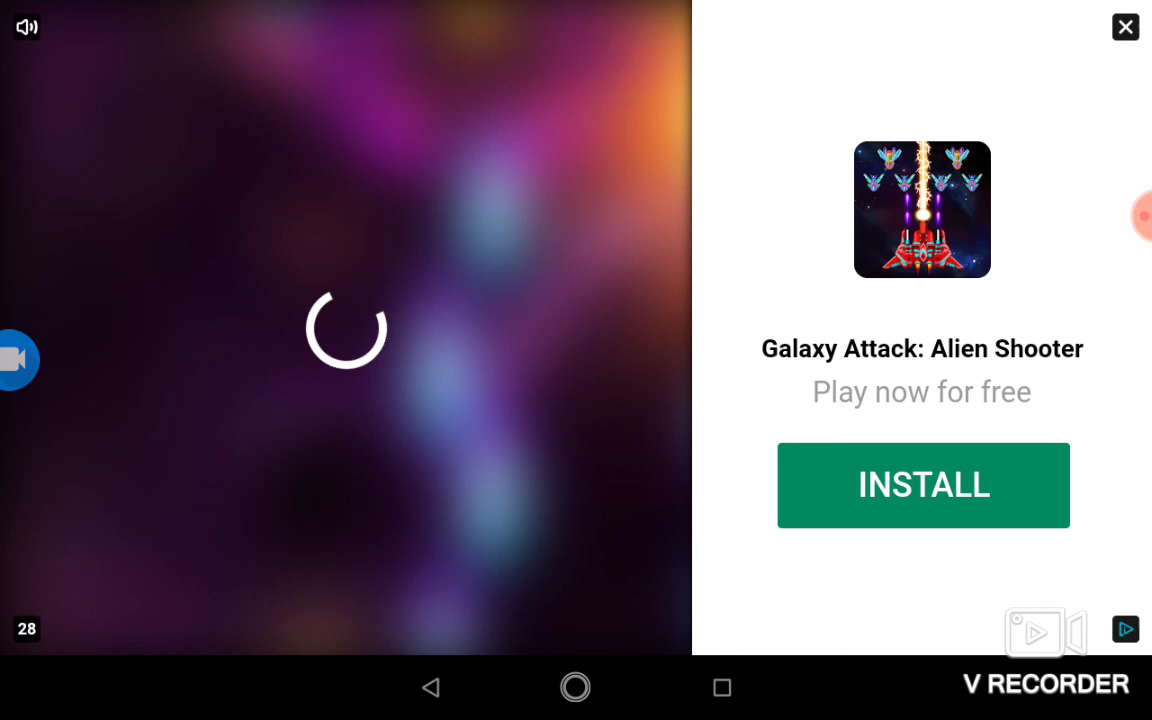 Galaxy Attack: Alien Shooter
Play now for free
INSTALL
28
V RECORDER